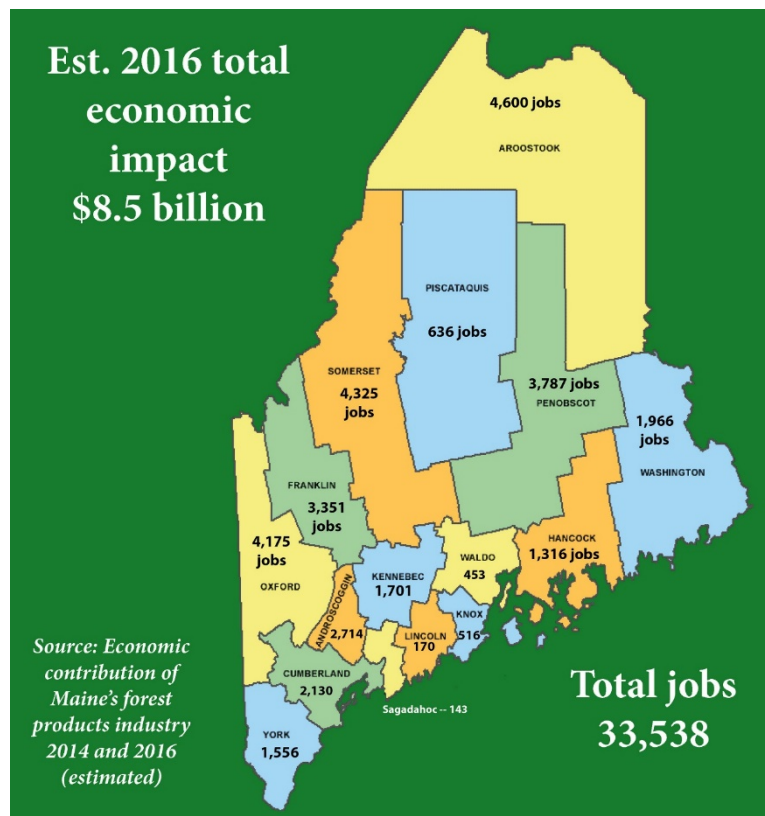 Est. 2016 total
economic
impact
$8.5 billion
4,600 jobs
AROOSTOOK
PISCATAQUIS
636 jobs
SOMERSET
4,325
jobs
3,787 jobs
PENOBSCOT
1,966
jobs
WASHINGTON
FRANKLIN
3,351
jobs
4,175
jobs
OXFORD
HANCOCK
1,316 jobs
WALDO
453
KENNEBEC
1,701
ANDROSCOGGIN
2,714
KNOX
516
LINCOLN
170
CUMBERLAND
2,130
Sagadahoc -- 143
YORK
1,556
Source: Economic
contribution of
Maine's forest
products industry
2014 and 2016
(estimated)
Total jobs
33,538